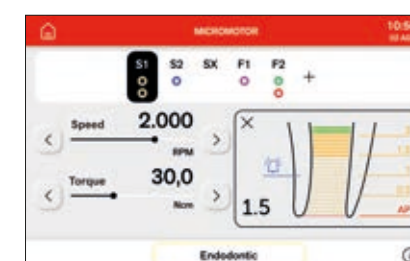 MICROMOTOR
10:5
S1 S2 SX F1 F2 +
Speed 2.000
RPM
Torque 30,0
Ncm
1.5
AP
Endodontic